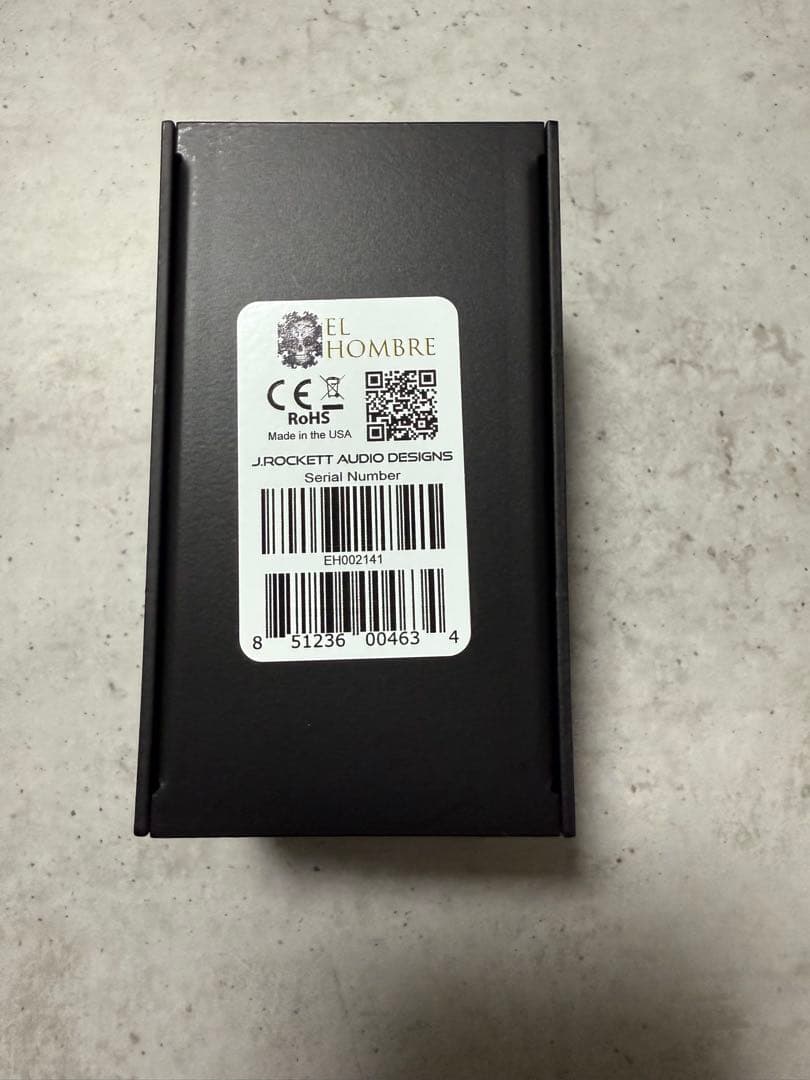 EL
HOMBRE
CE
RoHS
Made in the USA
J.ROCKETT AUDIO DESIGNS
Serial Number
EH002141
8 51236 00463 4